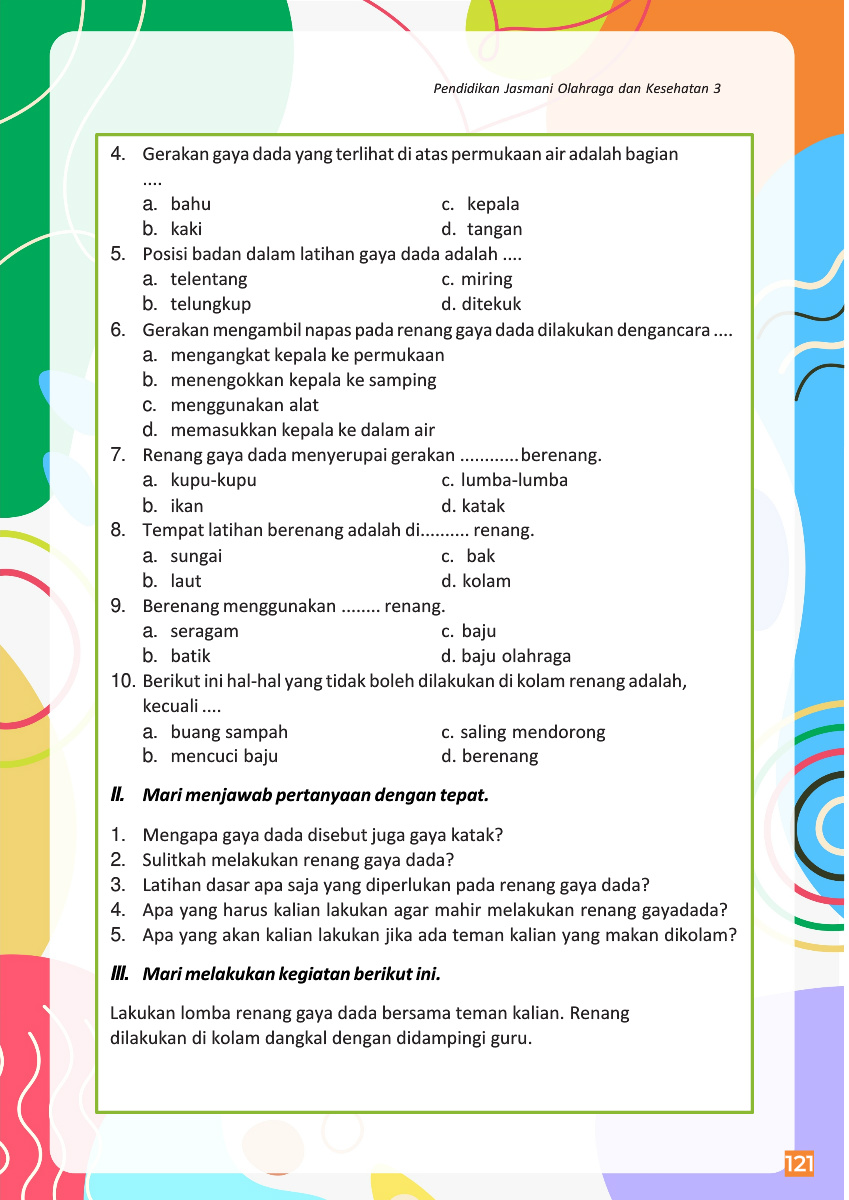 Pendidikan Jasmani Olahraga dan Kesehatan 3
4. Gerakan gaya dada yang terlihat di atas permukaan air adalah bagian
....
a. bahu c. kepala
b. kaki d. tangan
5. Posisi badan dalam latihan gaya dada adalah ....
a. telentang c. miring
b. telungkup d. ditekuk
6. Gerakan mengambil napas pada renang gaya dada dilakukan dengancara ....
a. mengangkat kepala ke permukaan
b. menengokkan kepala ke samping
c. menggunakan alat
d. memasukkan kepala ke dalam air
7. Renang gaya dada menyerupai gerakan ............berenang.
a. kupu-kupu c. lumba-lumba
b. ikan d. katak
8. Tempat latihan berenang adalah di.......... renang.
a. sungai c. bak
b. laut d. kolam
9. Berenang menggunakan ........ renang.
a. seragam c. baju
b. batik d. baju olahraga
10. Berikut ini hal-hal yang tidak boleh dilakukan di kolam renang adalah,
kecuali ....
a. buang sampah c. saling mendorong
b. mencuci baju d. berenang
II. Mari menjawab pertanyaan dengan tepat.
1. Mengapa gaya dada disebut juga gaya katak?
2. Sulitkah melakukan renang gaya dada?
3. Latihan dasar apa saja yang diperlukan pada renang gaya dada?
4. Apa yang harus kalian lakukan agar mahir melakukan renang gayadada?
5. Apa yang akan kalian lakukan jika ada teman kalian yang makan dikolam?
III. Mari melakukan kegiatan berikut ini.
Lakukan lomba renang gaya dada bersama teman kalian. Renang
dilakukan di kolam dangkal dengan didampingi guru.
121